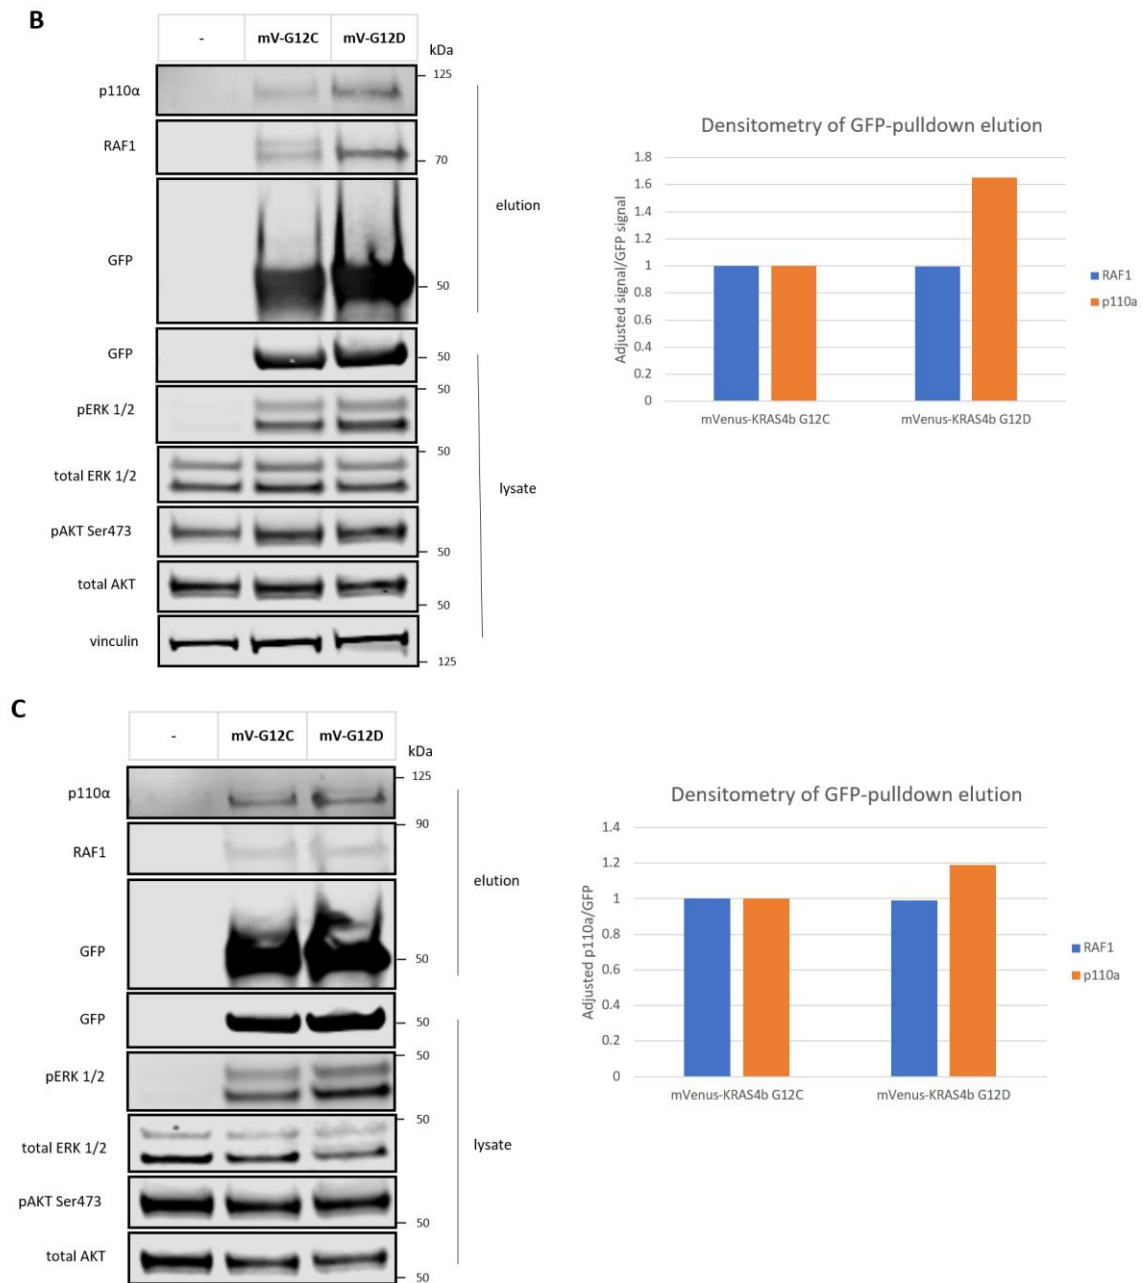 B
- mV-G12C mV-G12D
kDa
p110α
125
RAF1
70
elution
GFP
50
GFP
50
50
pERK 1/2
50
total ERK 1/2
lysate
pAKT Ser473
50
total AKT
50
vinculin
125
Densitometry of GFP-pulldown elution
Adjusted signal/GFP signal
1.8
1.6
1.4
1.2
1
0.8
0.6
0.4
0.2
0
mVenus-KRAS4b G12C mVenus-KRAS4b G12D
RAF1
p110a
C
- mV-G12C mV-G12D
kDa
p110α
125
90
RAF1
elution
GFP
50
GFP
50
50
pERK 1/2
50
total ERK 1/2
lysate
pAKT Ser473
50
total AKT
50
Densitometry of GFP-pulldown elution
Adjusted p110a/GFP
1.4
1.2
1
0.8
0.6
0.4
0.2
0
mVenus-KRAS4b G12C mVenus-KRAS4b G12D
RAF1
p110a